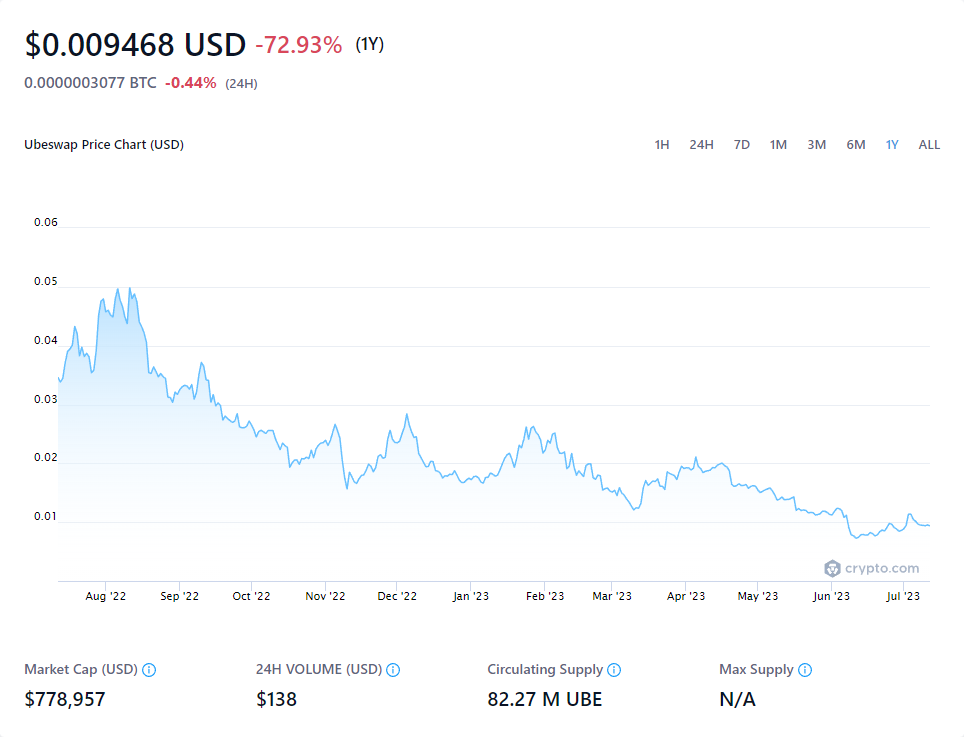 $0.009468 USD -72.93% (1Y)
0.0000003077 BTC -0.44% (24H)
Ubeswap Price Chart (USD) 1H 24H 7D 1M 3M 6M 1Y ALL
0.06
0.05
0.04
0.03
0.02
0.01
crypto.com
Aug '22 Sep '22 Oct '22 Nov '22 Dec '22 Jan '23 Feb '23 Mar '23 Apr '23 May '23 Jun '23 Jul '23
Market Cap (USD) 24H VOLUME (USD) Circulating Supply Max Supply
$778,957 $138 82.27 M UBE N/A